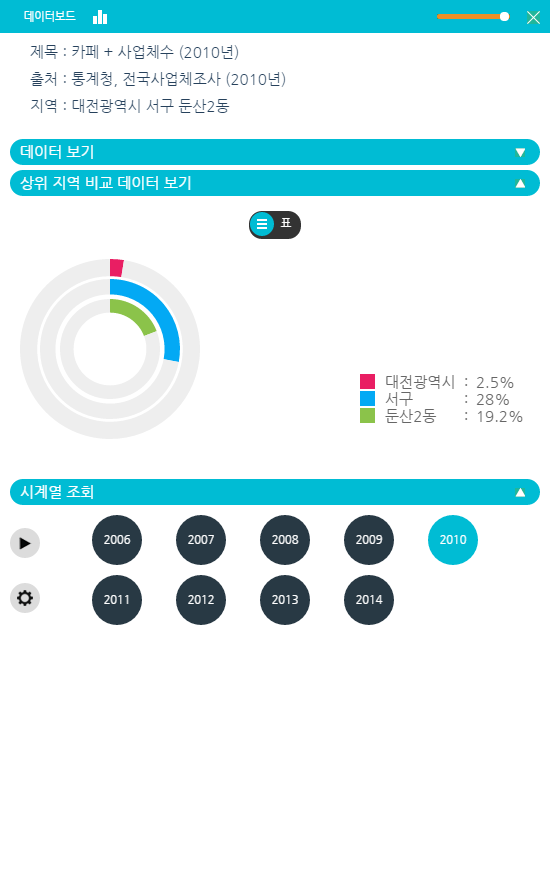 데이터보드
제목 : 카페 + 사업체수 (2010년)
출처 : 통계청, 전국사업체조사 (2010년)
지역 : 대전광역시 서구 둔산2동
데이터 보기 ▼
상위 지역 비교 데이터 보기 ▲
표
대전광역시 : 2.5%
서구 : 28%
둔산2동 : 19.2%
시계열 조회 ▲
2006 2007 2008 2009 2010
2011 2012 2013 2014